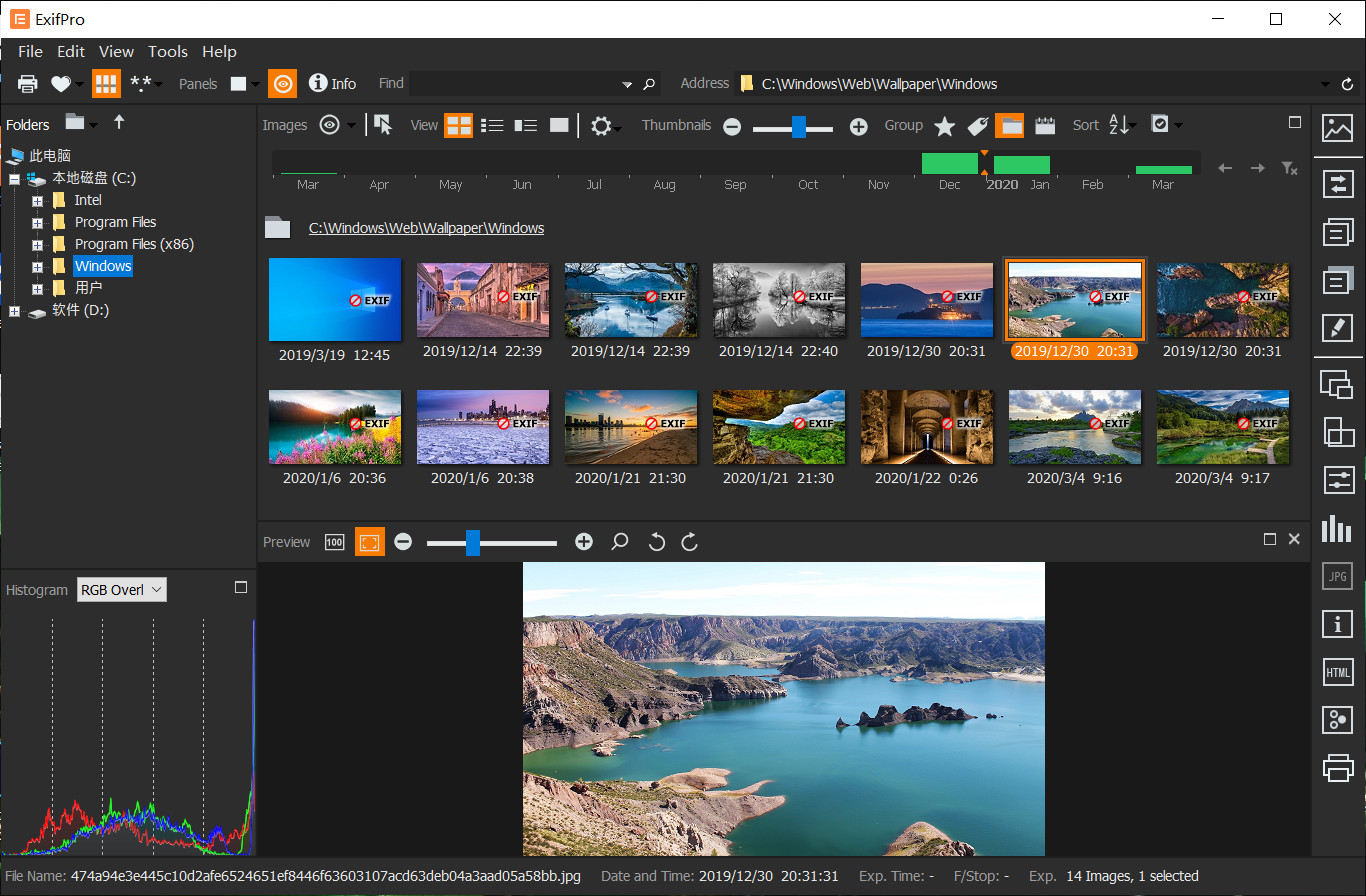 ExifPro
File Edit View Tools Help
Panels Info Find Address C:\Windows\Web\Wallpaper\Windows
Folders
此电脑
本地磁盘 (C:)
Intel
Program Files
Program Files (x86)
Windows
用户
软件 (D:)
Images View Thumbnails Group Sort A Z
Mar Apr May Jun Jul Aug Sep Oct Nov Dec 2020 Jan Feb Mar
C:\Windows\Web\Wallpaper\Windows
EXIF EXIF EXIF EXIF EXIF EXIF EXIF
2019/3/19 12:45 2019/12/14 22:39 2019/12/14 22:39 2019/12/14 22:40 2019/12/30 20:31 2019/12/30 20:31 2019/12/30 20:31
EXIF EXIF EXIF EXIF EXIF EXIF EXIF
2020/1/6 20:36 2020/1/6 20:38 2020/1/21 21:30 2020/1/21 21:30 2020/1/22 0:26 2020/3/4 9:16 2020/3/4 9:17
Preview 100
Histogram RGB Overl
JPG
HTML
File Name: 474a94e3e445c10d2afe6524651ef8446f63603107acd63deb04a3aad05a58bb.jpg Date and Time: 2019/12/30 20:31:31 Exp. Time: - F/Stop: - Exp. 14 Images, 1 selected